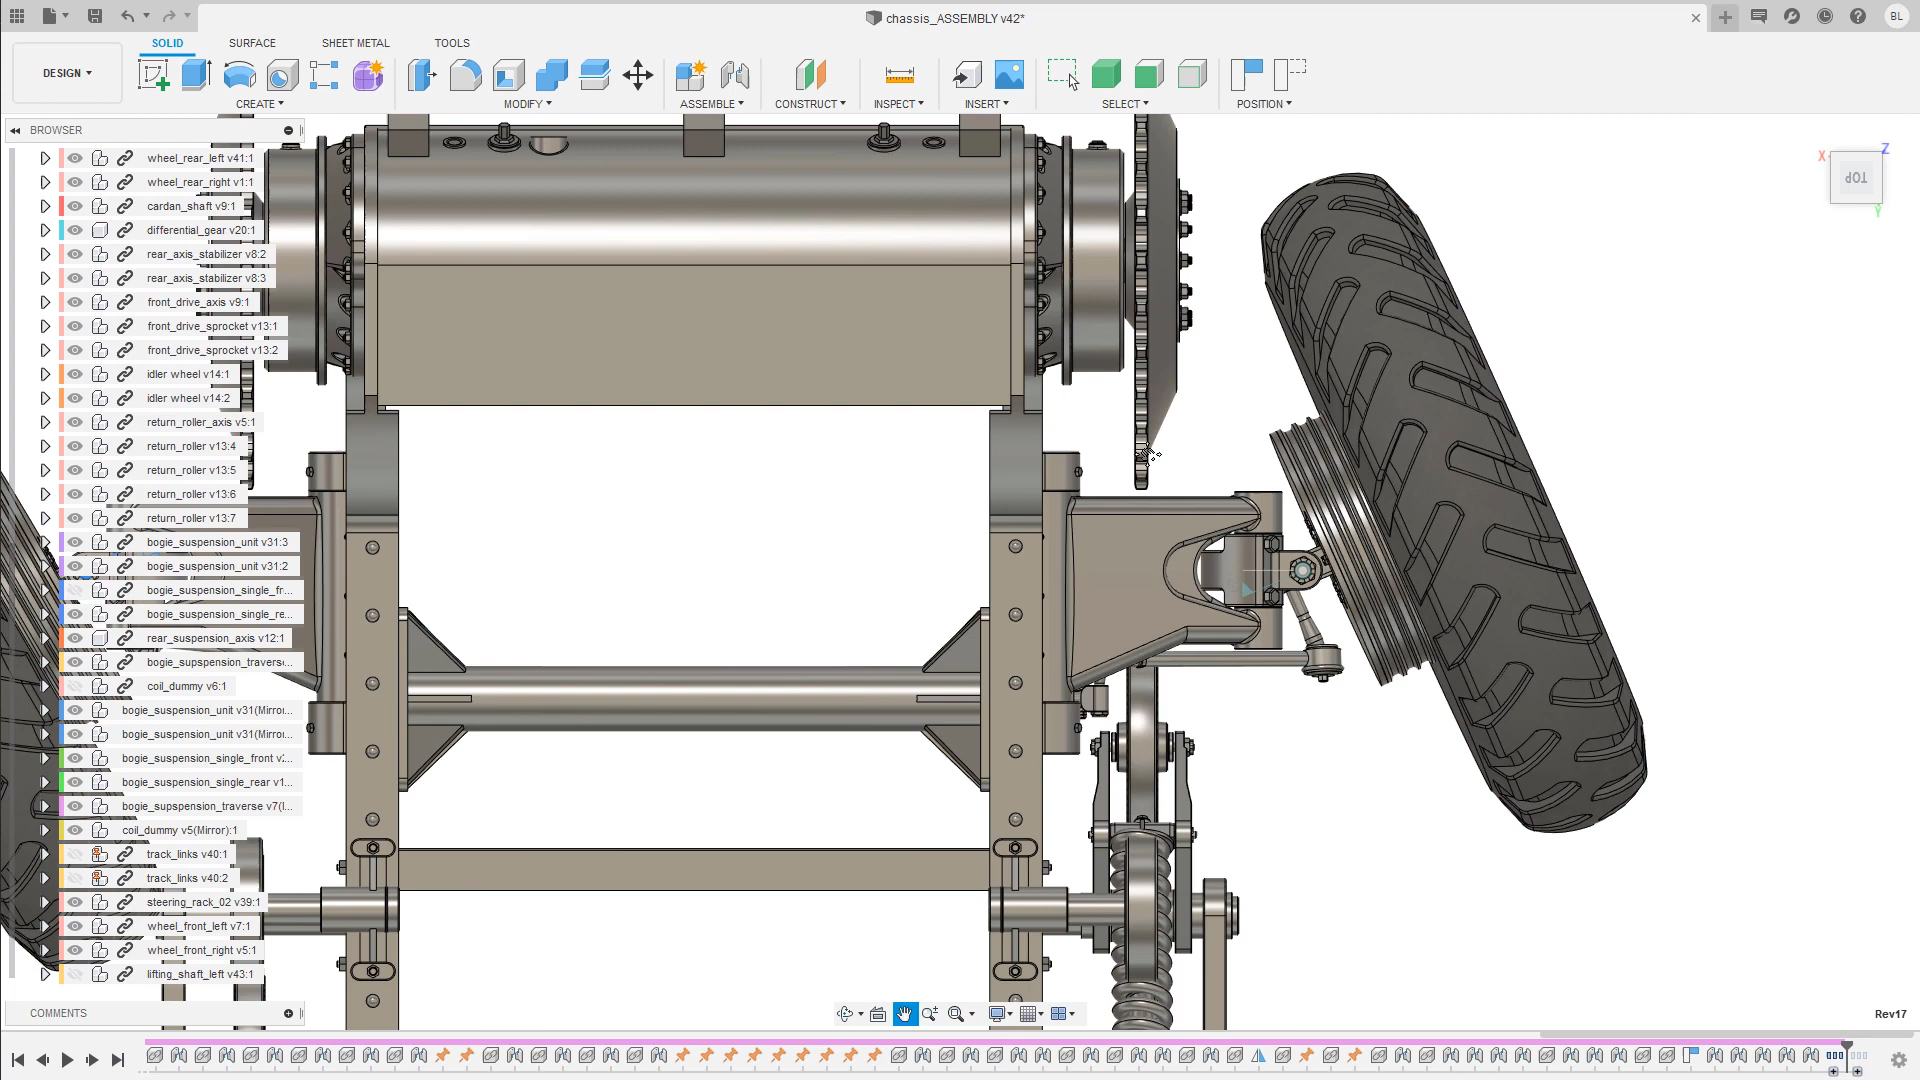 chassis_ASSEMBLY v42*
BL
SOLID SURFACE SHEET METAL TOOLS
DESIGN
CREATE MODIFY ASSEMBLE CONSTRUCT INSPECT INSERT SELECT POSITION
BROWSER
wheel_rear_left v41:1
wheel_rear_right v1:1
cardan_shaft v9:1
differential_gear v20:1
rear_axis_stabilizer v8:2
rear_axis_stabilizer v8:3
front_drive_axis v9:1
front_drive_sprocket v13:1
front_drive_sprocket v13:2
idler wheel v14:1
idler wheel v14:2
return_roller_axis v5:1
return_roller v13:4
return_roller v13:5
return_roller v13:6
return_roller v13:7
bogie_suspension_unit v31:3
bogie_suspension_unit v31:2
bogie_suspension_single_fr...
bogie_suspension_single_re...
rear_suspension_axis v12:1
bogie_supspension_traverse...
coil_dummy v6:1
bogie_suspension_unit v31(Mirror...
bogie_suspension_unit v31(Mirror...
bogie_suspension_single_front v2...
bogie_suspension_single_rear v1...
bogie_supspension_traverse v7(I...
coil_dummy v5(Mirror):1
track_links v40:1
track_links v40:2
steering_rack_02 v39:1
wheel_front_left v7:1
wheel_front_right v5:1
lifting_shaft_left v43:1
X
Z
TOP
Y
COMMENTS
Rev17